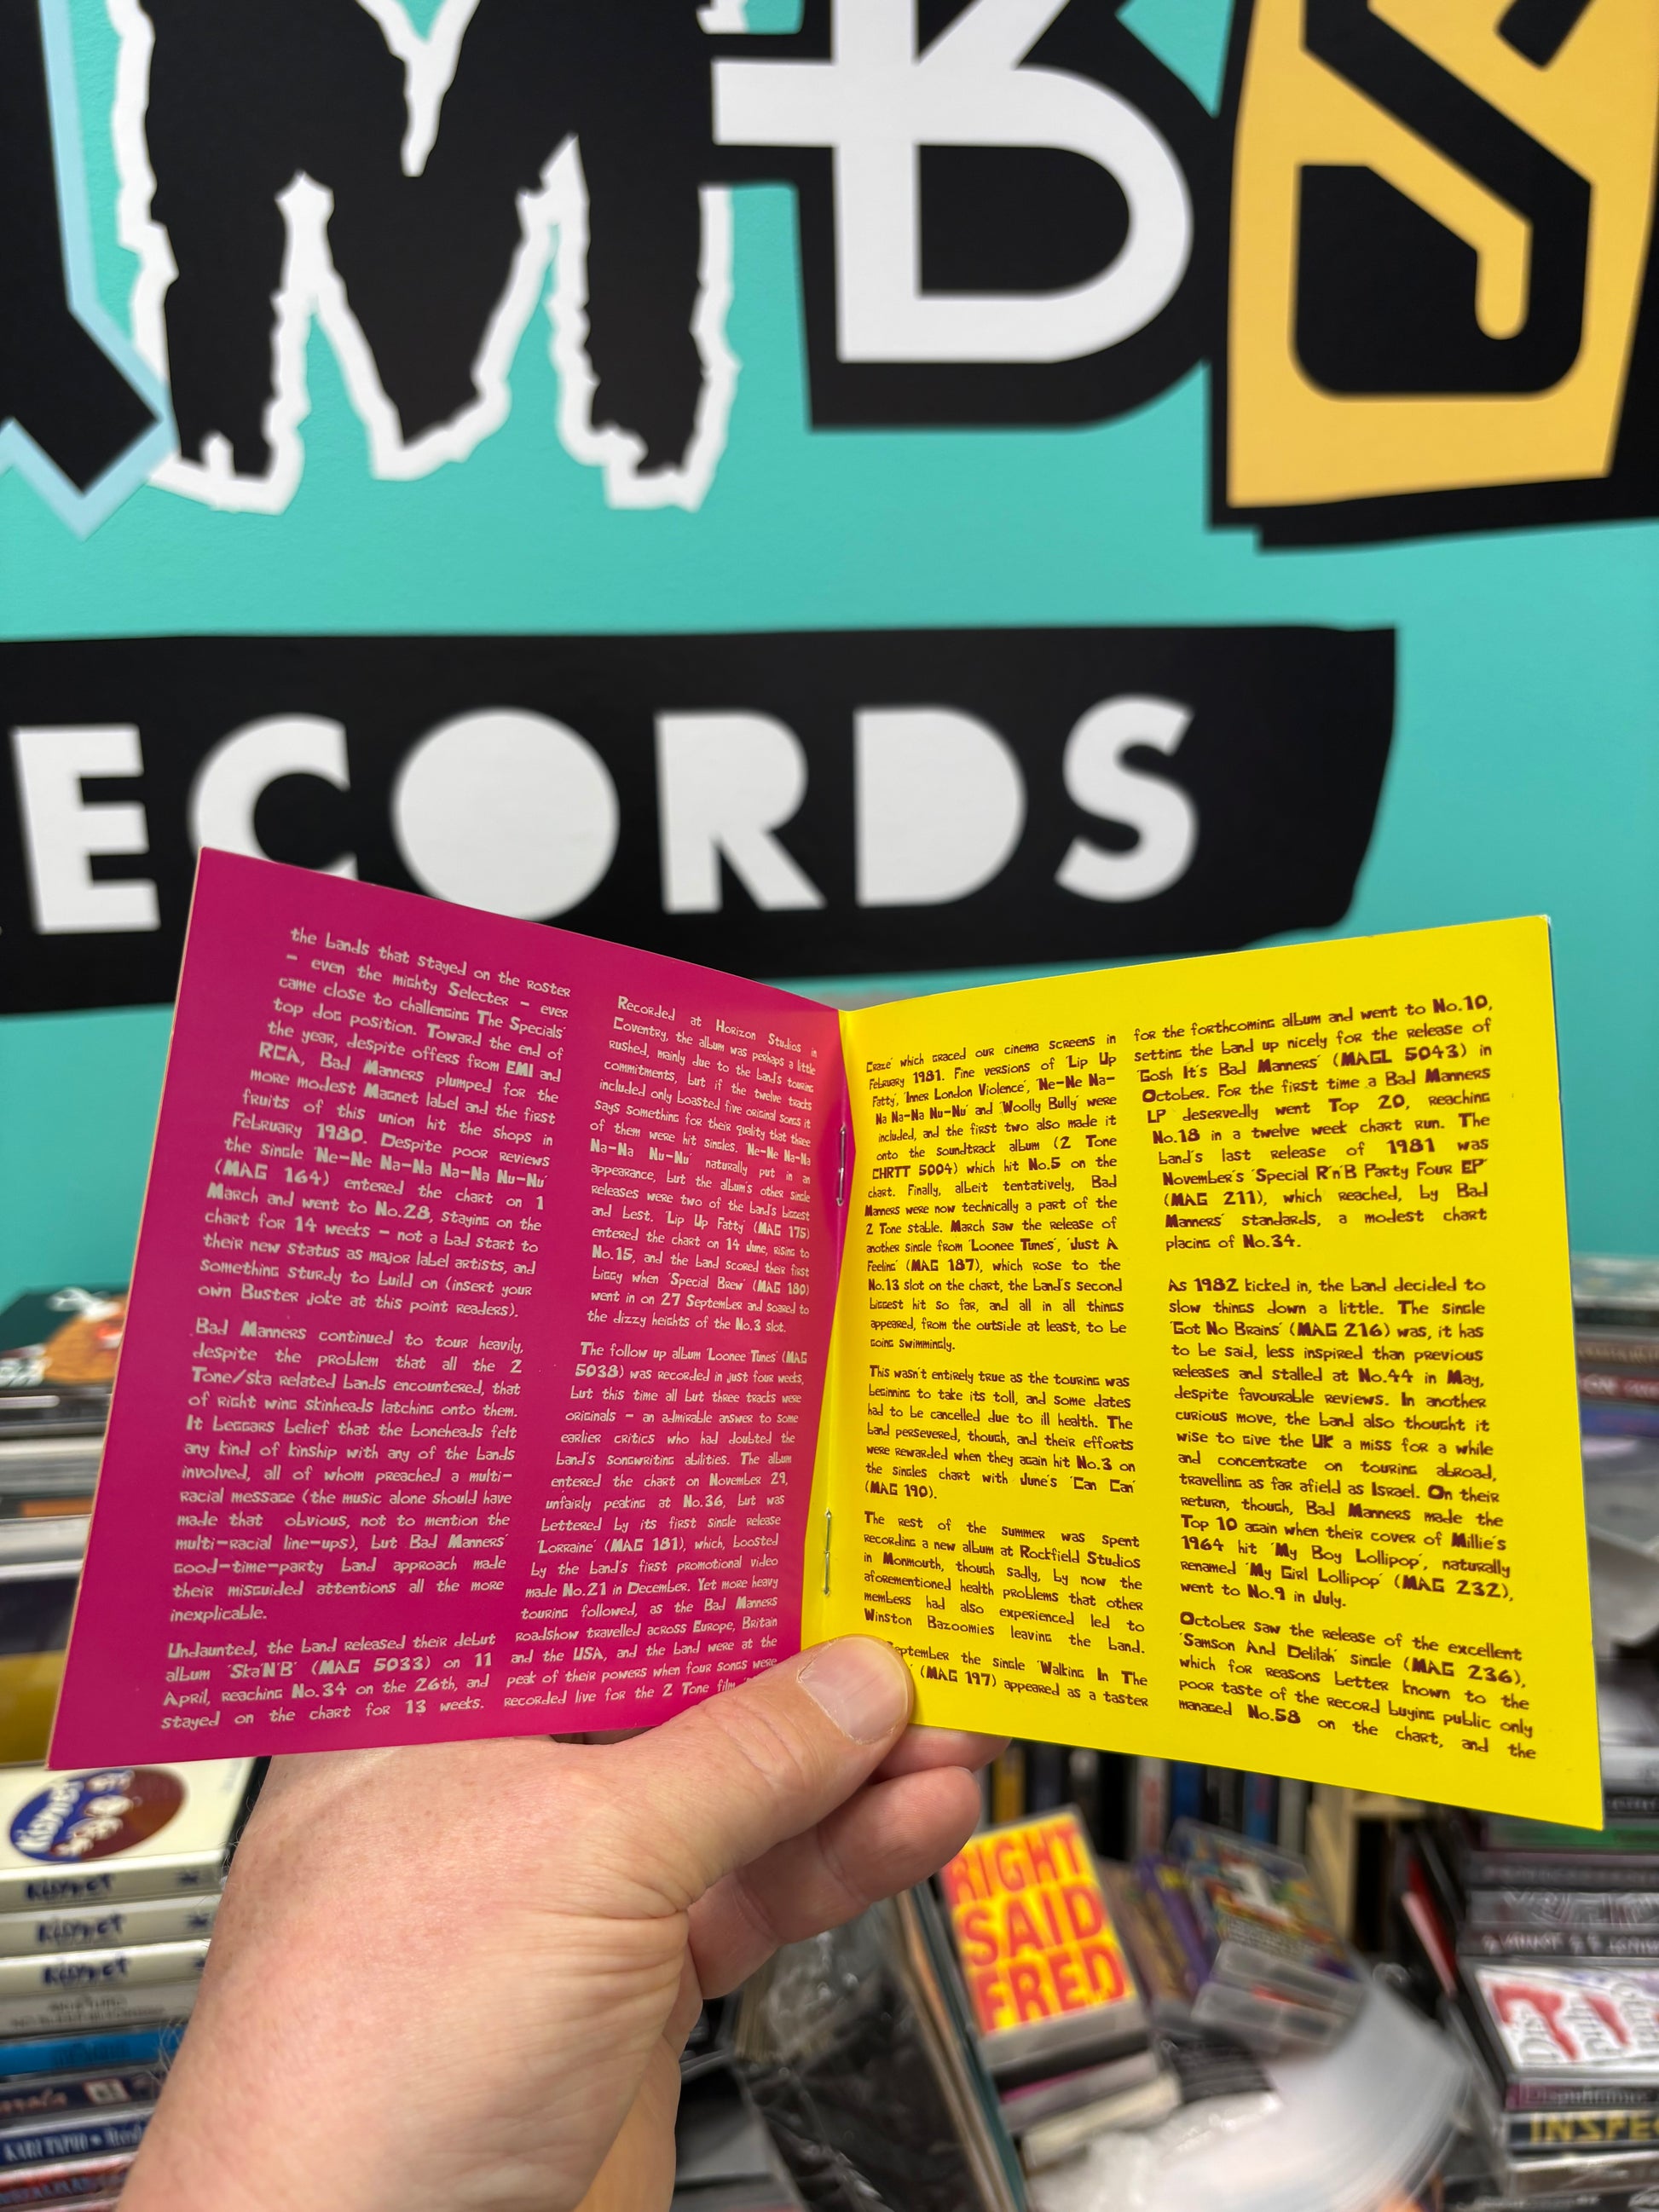 MBS
ECORDS
the bands that stayed on the roster
– even the mighty Selecter – ever
came close to challenging The Specials'
top dog position. Toward the end of
the year, despite offers from EMI and
RCA, Bad Manners plumped for the
more modest Magnet label and the first
fruits of this union hit the shops in
February 1980. Despite poor reviews
the single 'Ne-Ne Na-Na Na-Na Nu-Nu'
(MAG 164) entered the chart on 1
March and went to No.28, staying on the
chart for 14 weeks – not a bad start to
their new status as major label artists, and
something sturdy to build on (insert your
own Buster joke at this point readers).
Bad Manners continued to tour heavily,
despite the problem that all the 2
Tone/ska related bands encountered, that
of right wing skinheads latching onto them.
It beggars belief that the boneheads felt
any kind of kinship with any of the bands
involved, all of whom preached a multi-
racial message (the music alone should have
made that obvious, not to mention the
multi-racial line-ups), but Bad Manners'
good-time-party band approach made
their misguided attentions all the more
inexplicable.
Undaunted, the band released their debut
album 'Ska'N'B' (MAG 5033) on 11
April, reaching No.34 on the 26th, and
stayed on the chart for 13 weeks.
Recorded at Horizon Studios in
Coventry, the album was perhaps a little
rushed, mainly due to the band's touring
commitments, but if the twelve tracks
included only boasted five original songs it
says something for their quality that three
of them were hit singles. 'Ne-Ne Na-Na
Na-Na Nu-Nu' naturally put in an
appearance, but the album's other single
releases were two of the band's biggest
and best. 'Lip Up Fatty' (MAG 175)
entered the chart on 14 June, rising to
No.15, and the band scored their first
biggy when 'Special Brew' (MAG 180)
went in on 27 September and soared to
the dizzy heights of the No.3 slot.
The follow up album 'Loonee Tunes' (MAG
5038) was recorded in just four weeks,
but this time all but three tracks were
originals – an admirable answer to some
earlier critics who had doubted the
band's songwriting abilities. The album
entered the chart on November 29,
unfairly peaking at No.36, but was
bettered by its first single release
'Lorraine' (MAG 181), which, boosted
by the band's first promotional video
made No.21 in December. Yet more heavy
touring followed, as the Bad Manners
roadshow travelled across Europe, Britain
and the USA, and the band were at the
peak of their powers when four songs were
recorded live for the 2 Tone film
Craze' which graced our cinema screens in
February 1981. Fine versions of 'Lip Up
Fatty', 'Inner London Violence', 'Ne-Ne Na-
Na Na-Na Nu-Nu' and 'Woolly Bully' were
included, and the first two also made it
onto the soundtrack album (2 Tone
CHRTT 5004) which hit No.5 on the
chart. Finally, albeit tentatively, Bad
Manners were now technically a part of the
2 Tone stable. March saw the release of
another single from 'Loonee Tunes', 'Just A
Feeling' (MAG 187), which rose to the
No.13 slot on the chart, the band's second
biggest hit so far, and all in all things
appeared, from the outside at least, to be
going swimmingly.
This wasn't entirely true as the touring was
beginning to take its toll, and some dates
had to be cancelled due to ill health. The
band persevered, though, and their efforts
were rewarded when they again hit No.3 on
the singles chart with June's 'Can Can'
(MAG 190).
The rest of the summer was spent
recording a new album at Rockfield Studios
in Monmouth, though sadly, by now the
aforementioned health problems that other
members had also experienced led to
Winston Bazoomies leaving the band.
eptember the single 'Walking In The
' (MAG 197) appeared as a taster
for the forthcoming album and went to No.10,
setting the band up nicely for the release of
'Gosh It's Bad Manners' (MAGL 5043) in
October. For the first time a Bad Manners
LP deservedly went Top 20, reaching
No.18 in a twelve week chart run. The
band's last release of 1981 was
November's 'Special R'n'B Party Four EP'
(MAG 211), which reached, by Bad
Manners' standards, a modest chart
placing of No.34.
As 1982 kicked in, the band decided to
slow things down a little. The single
'Got No Brains' (MAG 216) was, it has
to be said, less inspired than previous
releases and stalled at No.44 in May,
despite favourable reviews. In another
curious move, the band also thought it
wise to give the UK a miss for a while
and concentrate on touring abroad,
travelling as far afield as Israel. On their
return, though, Bad Manners made the
Top 10 again when their cover of Millie's
1964 hit 'My Boy Lollipop', naturally
renamed 'My Girl Lollipop' (MAG 232),
went to No.9 in July.
October saw the release of the excellent
'Samson And Delilah' single (MAG 236),
which for reasons better known to the
poor taste of the record buying public only
managed No.58 on the chart, and the
RIGHT
SAID
FRED
Kismet
Kismet
Kismet
Kismet
INSPE